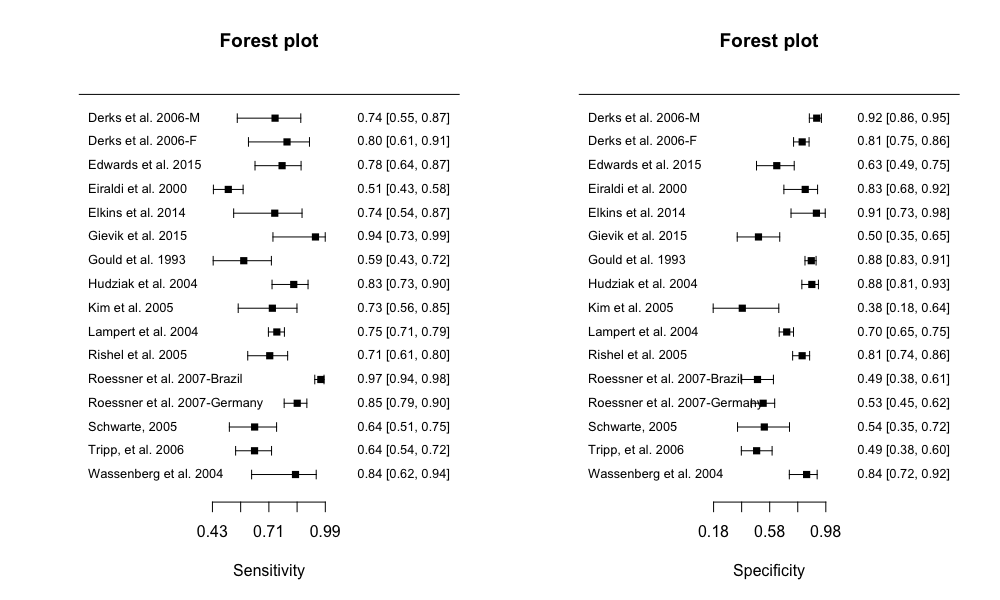 Forest plot
Derks et al. 2006-M 0.74 [0.55, 0.87]
Derks et al. 2006-F 0.80 [0.61, 0.91]
Edwards et al. 2015 0.78 [0.64, 0.87]
Eiraldi et al. 2000 0.51 [0.43, 0.58]
Elkins et al. 2014 0.74 [0.54, 0.87]
Gievik et al. 2015 0.94 [0.73, 0.99]
Gould et al. 1993 0.59 [0.43, 0.72]
Hudziak et al. 2004 0.83 [0.73, 0.90]
Kim et al. 2005 0.73 [0.56, 0.85]
Lampert et al. 2004 0.75 [0.71, 0.79]
Rishel et al. 2005 0.71 [0.61, 0.80]
Roessner et al. 2007-Brazil 0.97 [0.94, 0.98]
Roessner et al. 2007-Germany 0.85 [0.79, 0.90]
Schwarte, 2005 0.64 [0.51, 0.75]
Tripp, et al. 2006 0.64 [0.54, 0.72]
Wassenberg et al. 2004 0.84 [0.62, 0.94]
0.43 0.71 0.99
Sensitivity
Forest plot
Derks et al. 2006-M 0.92 [0.86, 0.95]
Derks et al. 2006-F 0.81 [0.75, 0.86]
Edwards et al. 2015 0.63 [0.49, 0.75]
Eiraldi et al. 2000 0.83 [0.68, 0.92]
Elkins et al. 2014 0.91 [0.73, 0.98]
Gievik et al. 2015 0.50 [0.35, 0.65]
Gould et al. 1993 0.88 [0.83, 0.91]
Hudziak et al. 2004 0.88 [0.81, 0.93]
Kim et al. 2005 0.38 [0.18, 0.64]
Lampert et al. 2004 0.70 [0.65, 0.75]
Rishel et al. 2005 0.81 [0.74, 0.86]
Roessner et al. 2007-Brazil 0.49 [0.38, 0.61]
Roessner et al. 2007-Germany 0.53 [0.45, 0.62]
Schwarte, 2005 0.54 [0.35, 0.72]
Tripp, et al. 2006 0.49 [0.38, 0.60]
Wassenberg et al. 2004 0.84 [0.72, 0.92]
0.18 0.58 0.98
Specificity